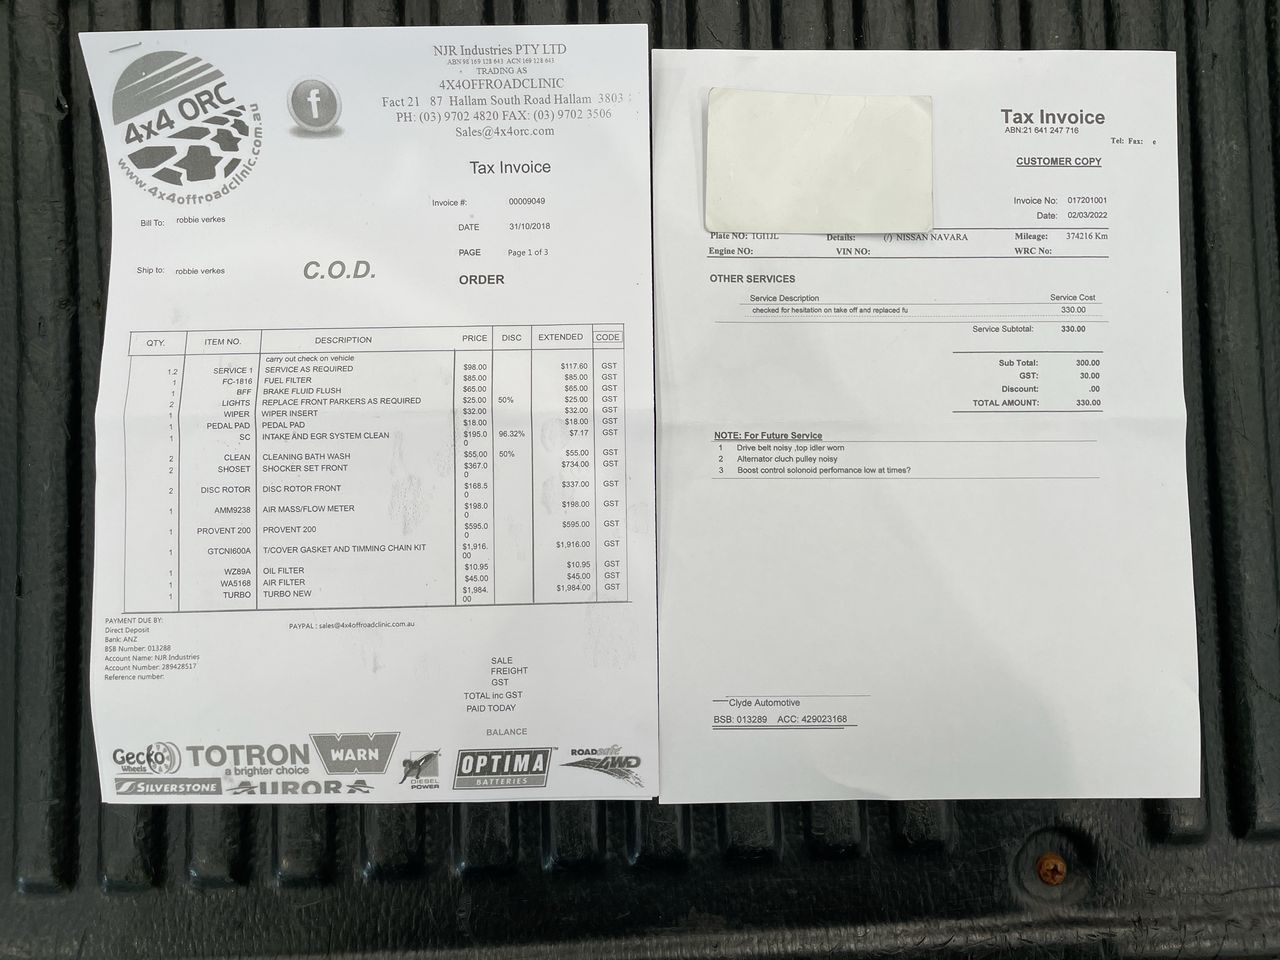 4x4 ORC
www.4x4offroadclinic.com.au
f
NJR Industries PTY LTD
ABN 98 169 128 643 ACN 169 128 643
TRADING AS
4X4OFFROADCLINIC
Fact 21 87 Hallam South Road Hallam 3803
PH: (03) 9702 4820 FAX: (03) 9702 3506
Sales@4x4orc.com
Tax Invoice
Bill To: robbie verkes
Invoice #: 00009049
DATE 31/10/2018
PAGE Page 1 of 3
Ship to: robbie verkes
C.O.D.
ORDER
QTY. ITEM NO. DESCRIPTION PRICE DISC EXTENDED CODE
carry out check on vehicle
1.2 SERVICE 1 SERVICE AS REQUIRED $98.00 $117.60 GST
1 FC-1816 FUEL FILTER $85.00 $85.00 GST
1 BFF BRAKE FLUID FLUSH $65.00 $65.00 GST
2 LIGHTS REPLACE FRONT PARKERS AS REQUIRED $25.00 50% $25.00 GST
1 WIPER WIPER INSERT $32.00 $32.00 GST
1 PEDAL PAD PEDAL PAD $18.00 $18.00 GST
1 SC INTAKE AND EGR SYSTEM CLEAN $195.0 96.32% $7.17 GST
0
2 CLEAN CLEANING BATH WASH $55.00 50% $55.00 GST
2 SHOSET SHOCKER SET FRONT $367.0 $734.00 GST
0
2 DISC ROTOR DISC ROTOR FRONT $168.5 $337.00 GST
0
1 AMM9238 AIR MASS/FLOW METER $198.0 $198.00 GST
0
1 PROVENT 200 PROVENT 200 $595.0 $595.00 GST
0
1 GTCNI600A T/COVER GASKET AND TIMMING CHAIN KIT $1,916. $1,916.00 GST
00
1 WZ89A OIL FILTER $10.95 $10.95 GST
1 WA5168 AIR FILTER $45.00 $45.00 GST
1 TURBO TURBO NEW $1,984. $1,984.00 GST
00
PAYMENT DUE BY:
Direct Deposit
Bank: ANZ
BSB Number: 013288
Account Name: NJR Industries
Account Number: 289428517
Reference number:
PAYPAL : sales@4x4offroadclinic.com.au
SALE
FREIGHT
GST
TOTAL inc GST
PAID TODAY
BALANCE
Gecko Wheels
TOTRON
a brighter choice
WARN
DIESEL POWER
OPTIMA
BATTERIES
ROADsafe 4WD
SILVERSTONE
AURORA
Tax Invoice
ABN:21 641 247 716
Tel: Fax: e
CUSTOMER COPY
Invoice No: 017201001
Date: 02/03/2022
Plate NO: 1GI1JL Details: (/) NISSAN NAVARA Mileage: 374216 Km
Engine NO: VIN NO: WRC No:
OTHER SERVICES
Service Description Service Cost
checked for hesitation on take off and replaced fu 330.00
Service Subtotal: 330.00
Sub Total: 300.00
GST: 30.00
Discount: .00
TOTAL AMOUNT: 330.00
NOTE: For Future Service
1 Drive belt noisy ,top idler worn
2 Alternator cluch pulley noisy
3 Boost control solonoid perfomance low at times?
Clyde Automotive
BSB: 013289 ACC: 429023168